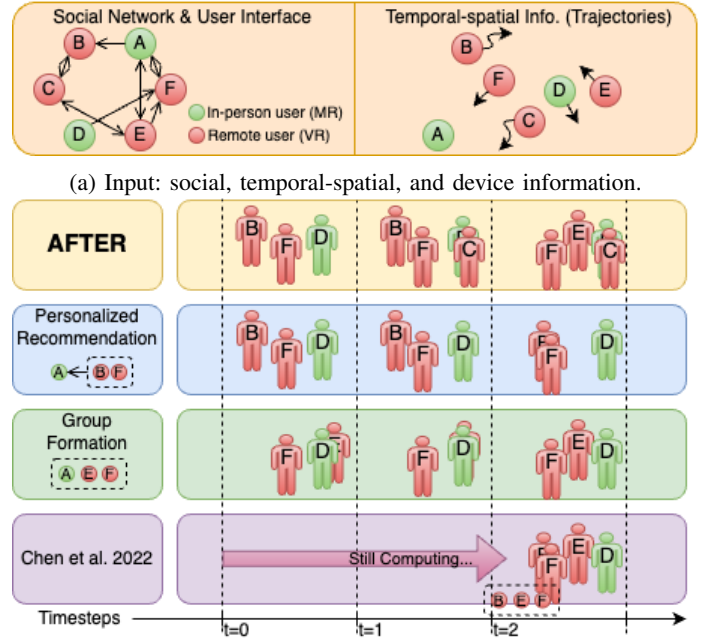 Social Network & User Interface
Temporal-spatial Info. (Trajectories)
B
A
C
F
D
E
In-person user (MR)
Remote user (VR)
B
F
D
E
A
C
(a) Input: social, temporal-spatial, and device information.
AFTER
B
F
D
B
F
C
F
E
C
Personalized
Recommendation
A
B
F
B
F
D
B
F
D
F
D
Group
Formation
A
E
F
F
D
F
D
F
E
D
Chen et al. 2022
Still Computing...
F
E
D
B
E
F
Timesteps
t=0
t=1
t=2